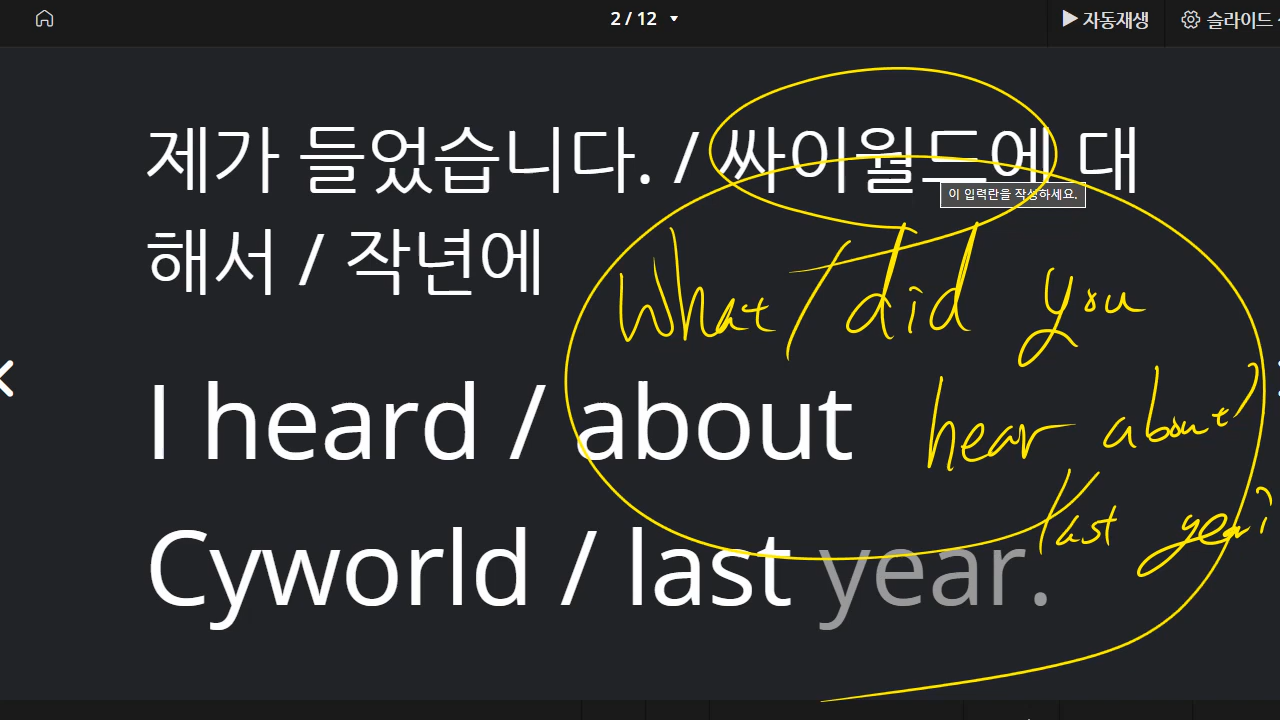 2 / 12
자동재생
슬라이드
제가 들었습니다. / 싸이월드에 대
이 입력란을 작성하세요.
해서 / 작년에
What / did you
hear about
last year?
I heard / about
Cyworld / last year.